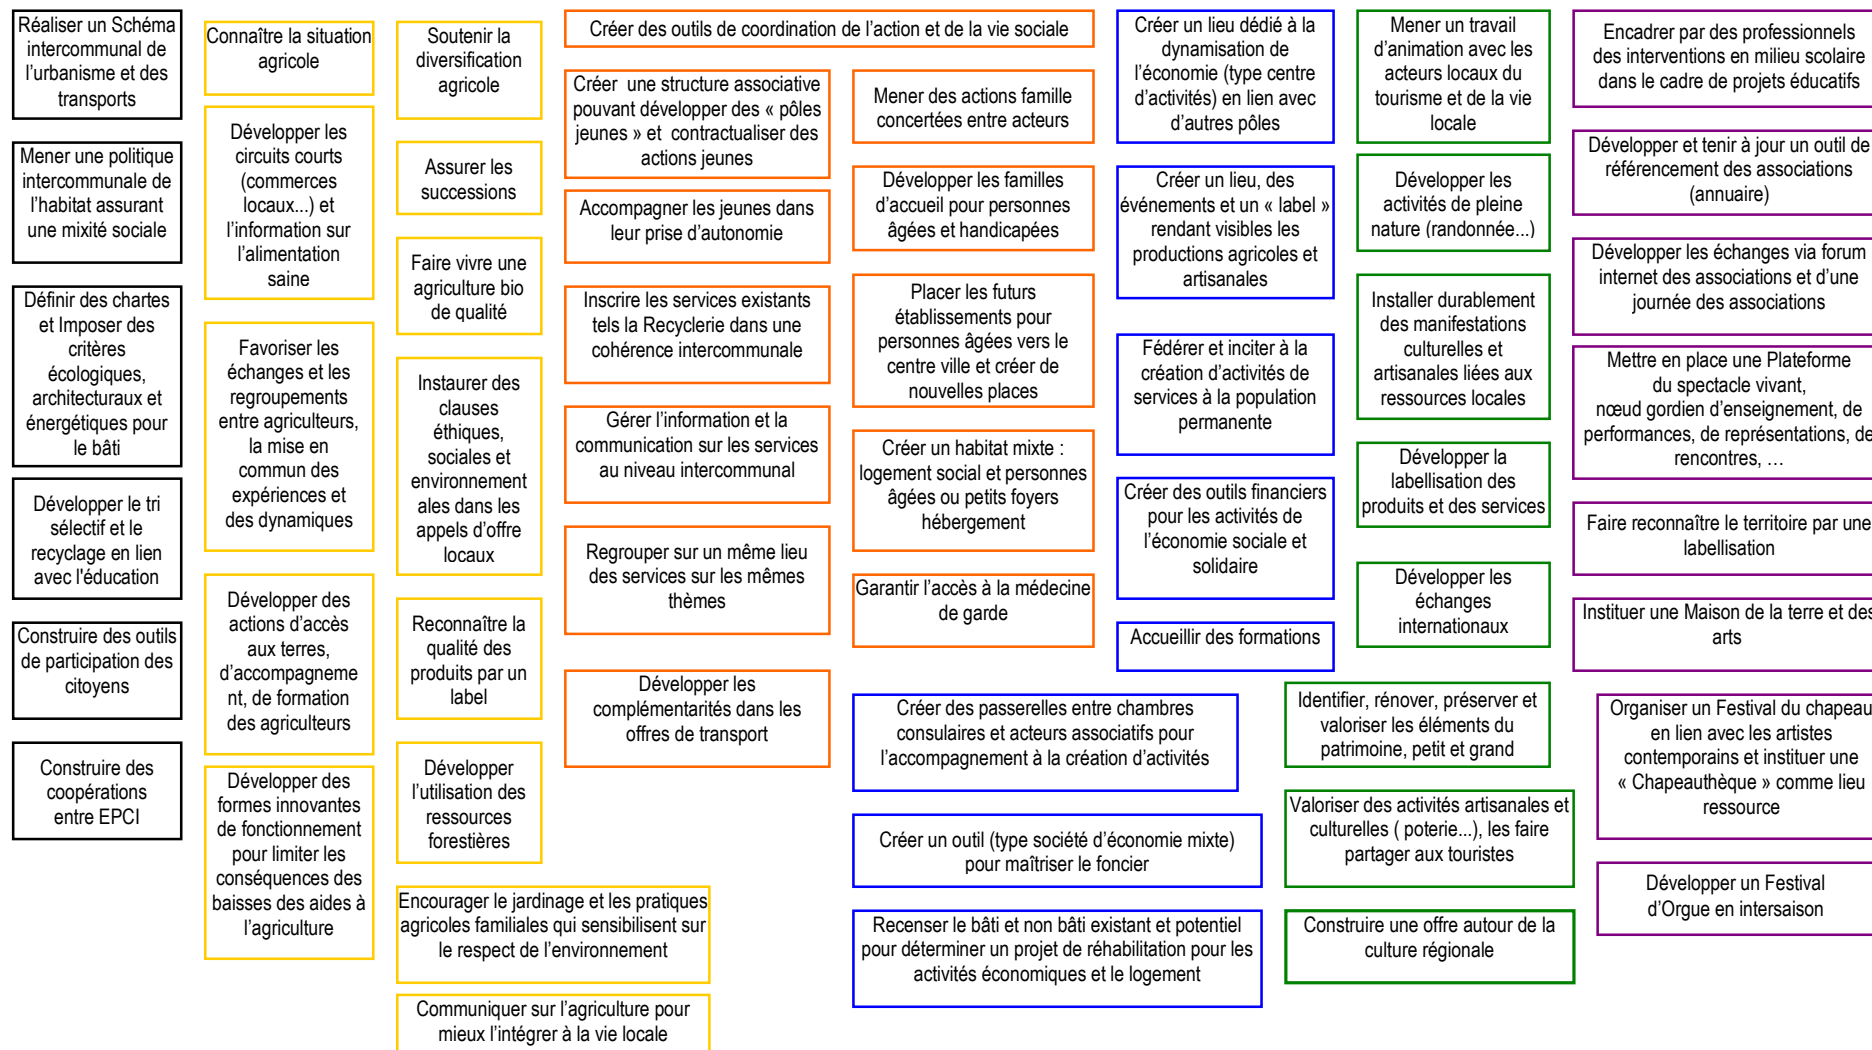 Réaliser un Schéma
intercommunal de
l'urbanisme et des
transports
Mener une politique
intercommunale de
l'habitat assurant
une mixité sociale
Définir des chartes
et Imposer des
critères
écologiques,
architecturaux et
énergétiques pour
le bâti
Développer le tri
sélectif et le
recyclage en lien
avec l'éducation
Construire des outils
de participation des
citoyens
Construire des
coopérations
entre EPCI
Connaître la situation
agricole
Développer les
circuits courts
(commerces
locaux...) et
l'information sur
l'alimentation
saine
Favoriser les
échanges et les
regroupements
entre agriculteurs,
la mise en
commun des
expériences et
des dynamiques
Développer des
actions d'accès
aux terres,
d'accompagneme
nt, de formation
des agriculteurs
Développer des
formes innovantes
de fonctionnement
pour limiter les
conséquences des
baisses des aides à
l'agriculture
Soutenir la
diversification
agricole
Assurer les
successions
Faire vivre une
agriculture bio
de qualité
Instaurer des
clauses
éthiques,
sociales et
environnement
ales dans les
appels d'offre
locaux
Reconnaître la
qualité des
produits par un
label
Développer
l'utilisation des
ressources
forestières
Encourager le jardinage et les pratiques
agricoles familiales qui sensibilisent sur
le respect de l'environnement
Communiquer sur l'agriculture pour
mieux l'intégrer à la vie locale
Créer des outils de coordination de l'action et de la vie sociale
Créer une structure associative
pouvant développer des « pôles
jeunes » et contractualiser des
actions jeunes
Accompagner les jeunes dans
leur prise d'autonomie
Inscrire les services existants
tels la Recyclerie dans une
cohérence intercommunale
Gérer l'information et la
communication sur les services
au niveau intercommunal
Regrouper sur un même lieu
des services sur les mêmes
thèmes
Développer les
complémentarités dans les
offres de transport
Mener des actions famille
concertées entre acteurs
Développer les familles
d'accueil pour personnes
âgées et handicapées
Placer les futurs
établissements pour
personnes âgées vers le
centre ville et créer de
nouvelles places
Créer un habitat mixte :
logement social et personnes
âgées ou petits foyers
hébergement
Garantir l'accès à la médecine
de garde
Créer un lieu dédié à la
dynamisation de
l'économie (type centre
d'activités) en lien avec
d'autres pôles
Créer un lieu, des
événements et un « label »
rendant visibles les
productions agricoles et
artisanales
Fédérer et inciter à la
création d'activités de
services à la population
permanente
Créer des outils financiers
pour les activités de
l'économie sociale et
solidaire
Accueillir des formations
Créer des passerelles entre chambres
consulaires et acteurs associatifs pour
l'accompagnement à la création d'activités
Créer un outil (type société d'économie mixte)
pour maîtriser le foncier
Recenser le bâti et non bâti existant et potentiel
pour déterminer un projet de réhabilitation pour les
activités économiques et le logement
Mener un travail
d'animation avec les
acteurs locaux du
tourisme et de la vie
locale
Développer les
activités de pleine
nature (randonnée...)
Installer durablement
des manifestations
culturelles et
artisanales liées aux
ressources locales
Développer la
labellisation des
produits et des services
Développer les
échanges
internationaux
Identifier, rénover, préserver et
valoriser les éléments du
patrimoine, petit et grand
Valoriser des activités artisanales et
culturelles ( poterie...), les faire
partager aux touristes
Construire une offre autour de la
culture régionale
Encadrer par des professionnels
des interventions en milieu scolaire
dans le cadre de projets éducatifs
Développer et tenir à jour un outil de
référencement des associations
(annuaire)
Développer les échanges via forum
internet des associations et d'une
journée des associations
Mettre en place une Plateforme
du spectacle vivant,
nœud gordien d'enseignement, de
performances, de représentations, de
rencontres, …
Faire reconnaître le territoire par une
labellisation
Instituer une Maison de la terre et des
arts
Organiser un Festival du chapeau
en lien avec les artistes
contemporains et instituer une
« Chapeauthèque » comme lieu
ressource
Développer un Festival
d'Orgue en intersaison